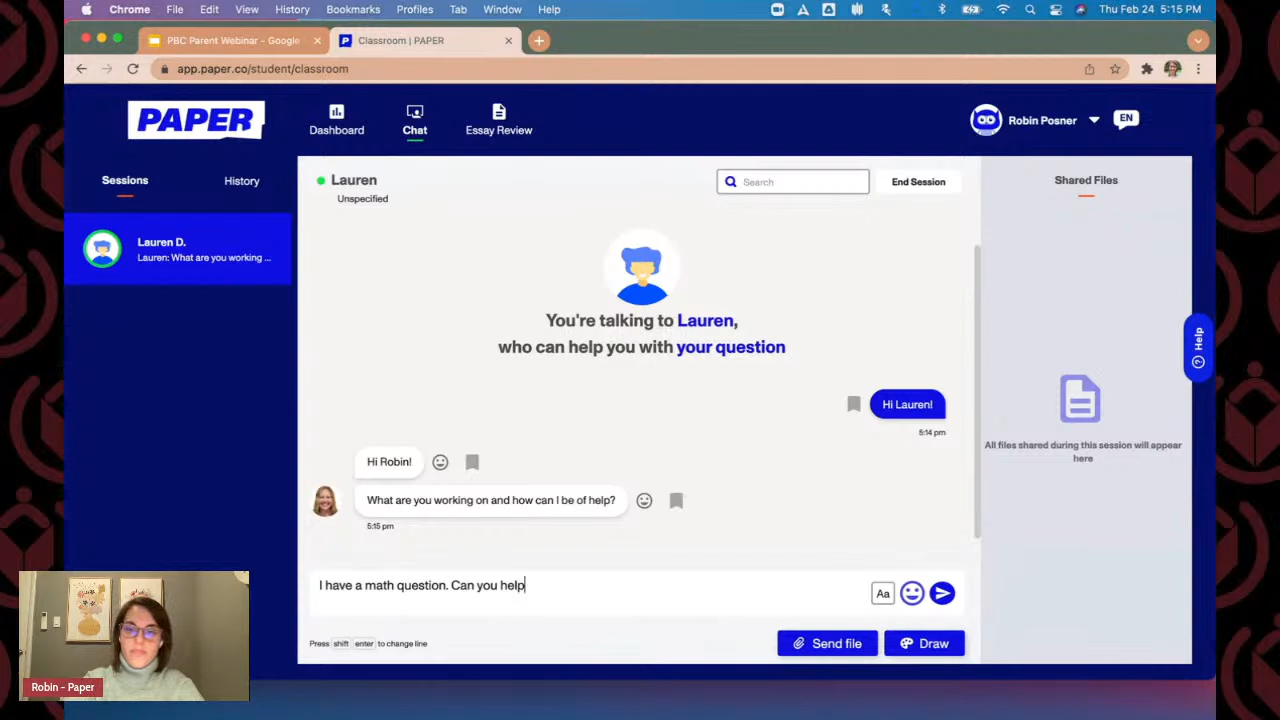 Chrome File Edit View History Bookmarks Profiles Tab Window Help Thu Feb 24 5:15 PM
PBC Parent Webinar - Google
Classroom | PAPER
app.paper.co/student/classroom
PAPER
Dashboard
Chat
Essay Review
Robin Posner
EN
Sessions
History
Lauren
Unspecified
Search
End Session
Shared Files
Lauren D.
Lauren: What are you working ...
You're talking to Lauren,
who can help you with your question
Help
Hi Lauren!
5:14 pm
All files shared during this session will appear
here
Hi Robin!
What are you working on and how can I be of help?
5:15 pm
I have a math question. Can you help
Aa
Press shift enter to change line
Send file
Draw
Robin - Paper